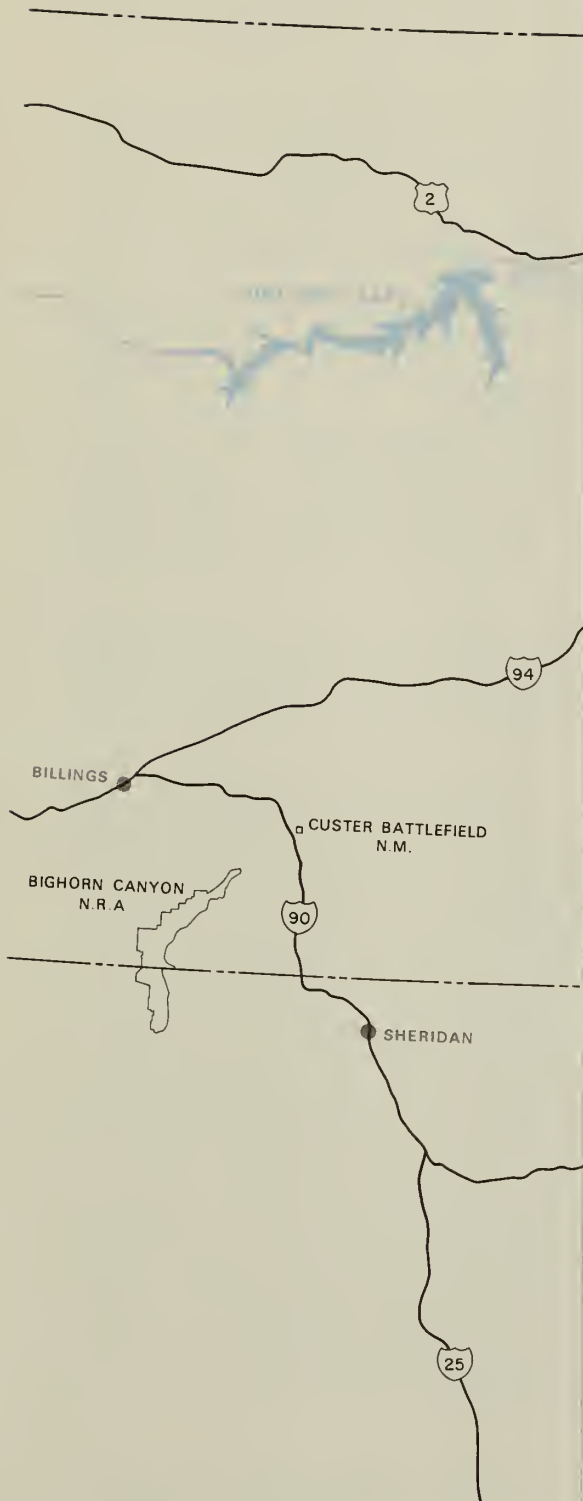 2
94
BILLINGS
CUSTER BATTLEFIELD
N.M.
BIGHORN CANYON
N.R.A
90
SHERIDAN
25